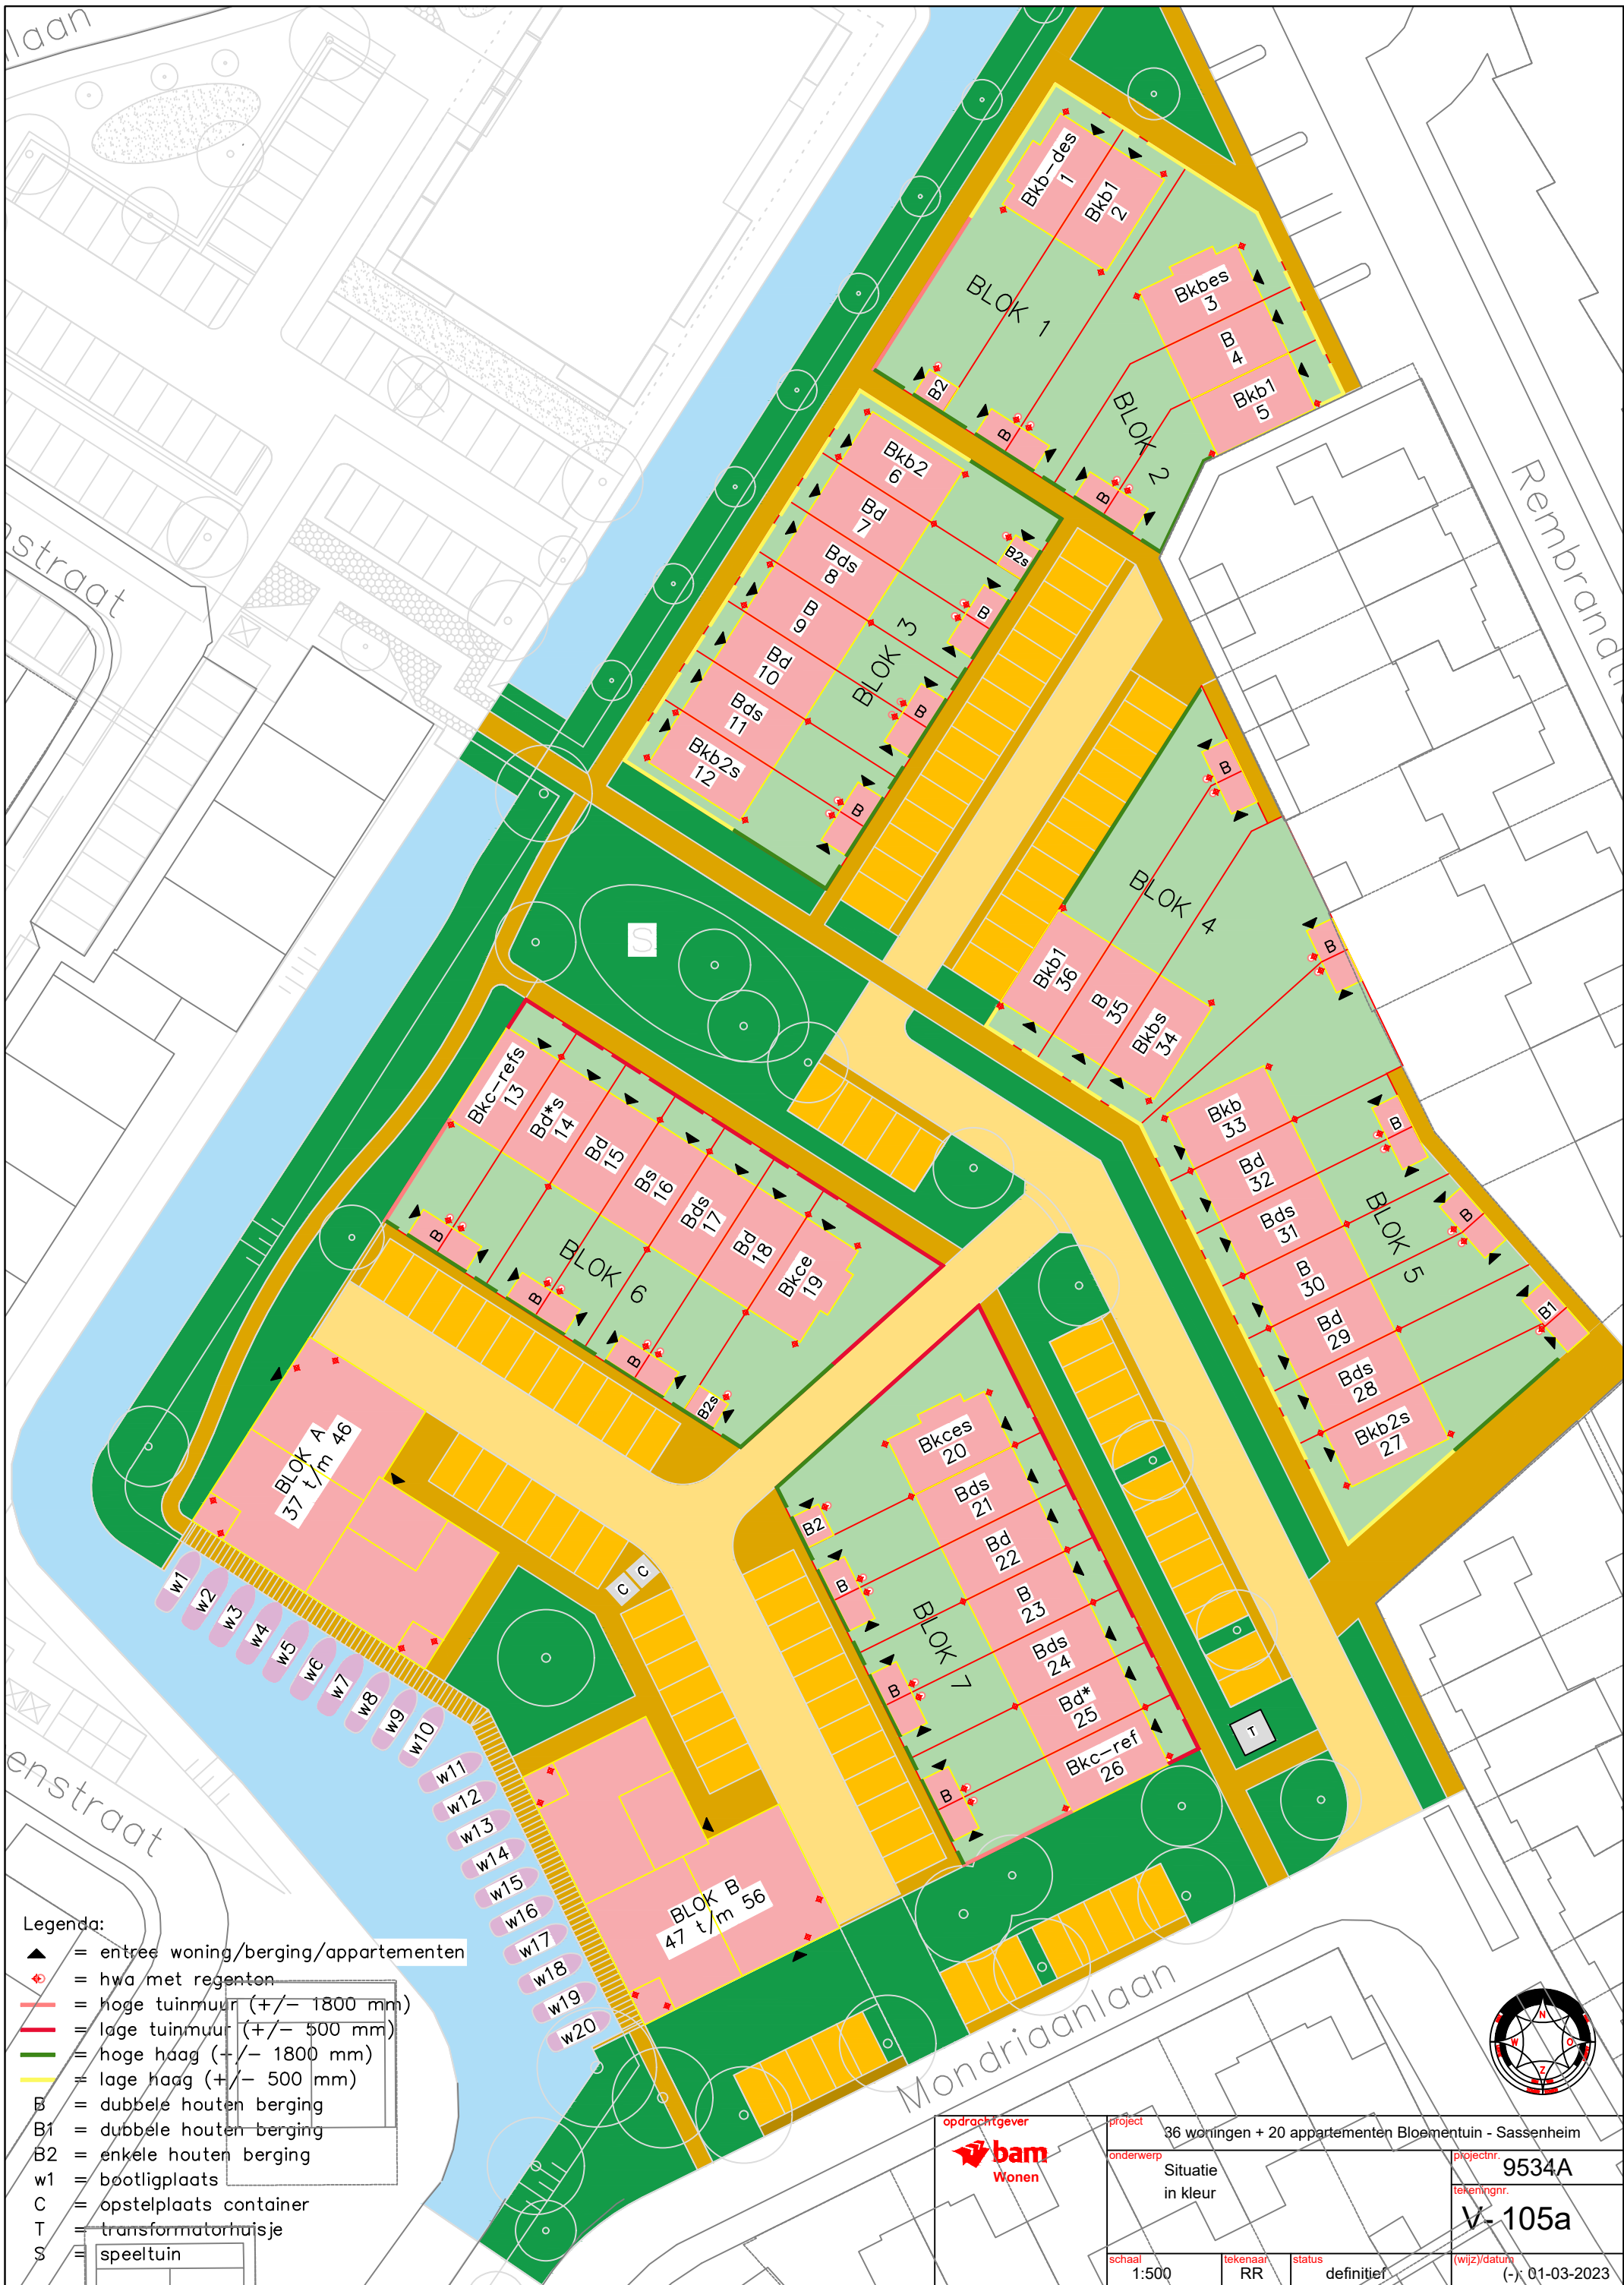 laan
nstraat
enstraat
Rembrandt
Mondriaanlaan
Bkb-des
1
Bkb1
2
BLOK 1
B2
B
Bkbes
3
B
4
Bkb1
5
BLOK 2
B
Bkb2
6
Bd
7
Bds
8
B
9
Bd
10
Bds
11
Bkb2s
12
BLOK 3
B2s
B
B
B
S
BLOK 4
B
B
Bkb1
36
B
35
Bkbs
34
Bkb
33
Bd
32
Bds
31
B
30
Bd
29
Bds
28
Bkb2s
27
BLOK 5
B
B
B1
Bkc-refs
13
Bd*s
14
Bd
15
Bs
16
Bds
17
Bd
18
Bkce
19
BLOK 6
B
B
B
B2s
Bkces
20
Bds
21
Bd
22
B
23
Bds
24
Bd*
25
Bkc-ref
26
BLOK 7
B2
B
B
B
T
C
C
BLOK A
37 t/m 46
BLOK B
47 t/m 56
w1
w2
w3
w4
w5
w6
w7
w8
w9
w10
w11
w12
w13
w14
w15
w16
w17
w18
w19
w20
Legenda:
= entree woning/berging/appartementen
= hwa met regenton
= hoge tuinmuur (+/- 1800 mm)
= lage tuinmuur (+/- 500 mm)
= hoge haag (+/- 1800 mm)
= lage haag (+/- 500 mm)
B = dubbele houten berging
B1 = dubbele houten berging
B2 = enkele houten berging
w1 = bootligplaats
C = opstelplaats container
T = transformatorhuisje
S = speeltuin
N
O
Z
W
opdrachtgever
bam
Wonen
project
36 woningen + 20 appartementen Bloementuin - Sassenheim
onderwerp
Situatie
in kleur
projectnr.
9534A
tekeningnr.
V- 105a
schaal
1:500
tekenaar
RR
status
definitief
(wijz)/datum
(-): 01-03-2023